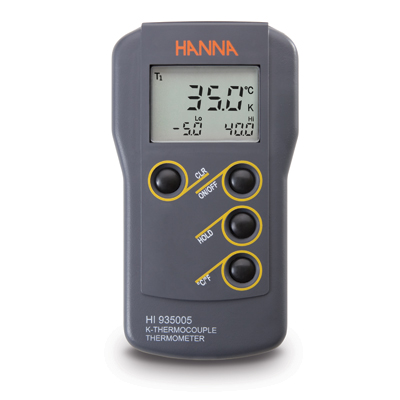 HANNA
T1
35.0°C
K
Lo Hi
-5.0 40.0
CLR
ON/OFF
HOLD
°C/°F
HI 935005
K-THERMOCOUPLE
THERMOMETER